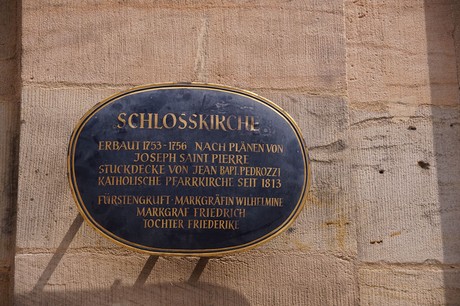 SCHLOSSKIRCHE
ERBAUT 1753-1756 NACH PLÄNEN VON
JOSEPH SAINT PIERRE
STUCKDECKE VON JEAN BAPT. PEDROZZI
KATHOLISCHE PFARRKIRCHE SEIT 1813
FÜRSTENGRUFT · MARKGRÄFIN WILHELMINE
MARKGRAF FRIEDRICH
TOCHTER FRIEDERIKE